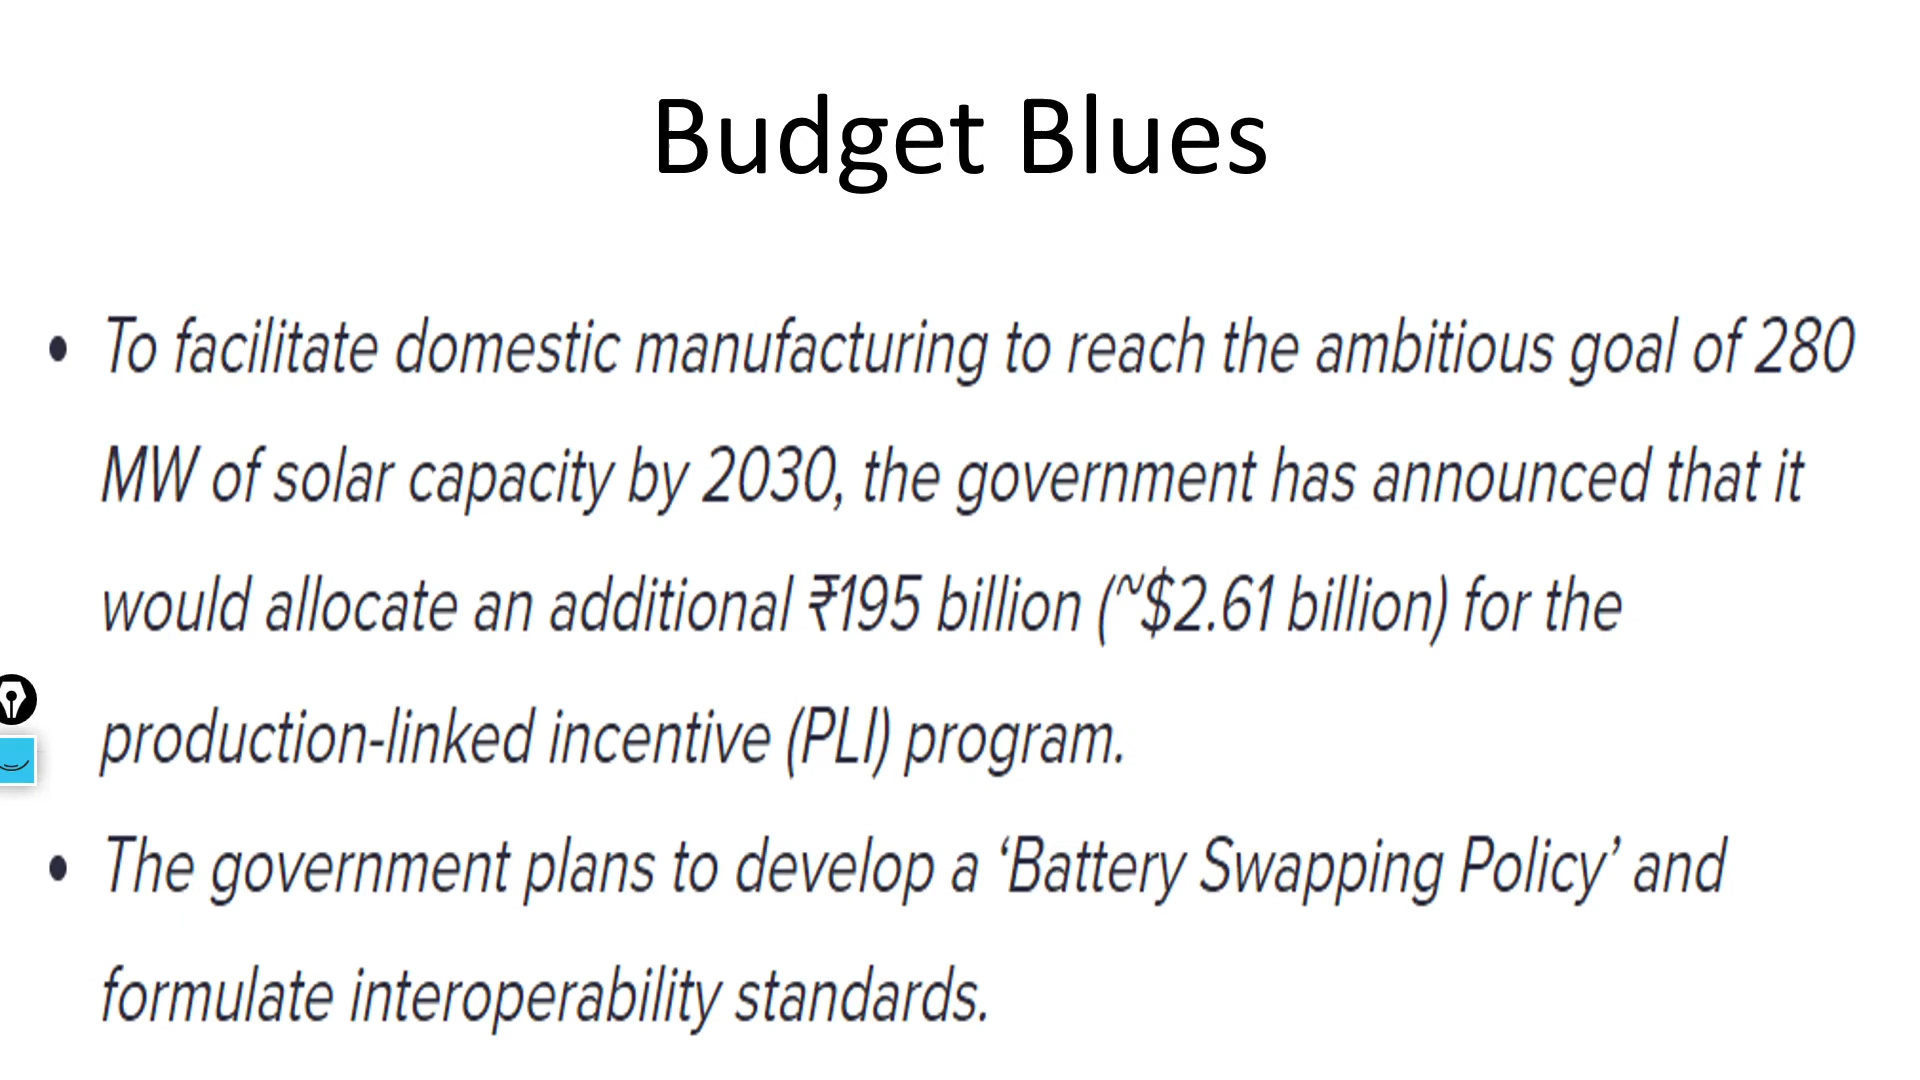 Budget Blues
• To facilitate domestic manufacturing to reach the ambitious goal of 280
MW of solar capacity by 2030, the government has announced that it
would allocate an additional ₹195 billion (~$2.61 billion) for the
production-linked incentive (PLI) program.
• The government plans to develop a ‘Battery Swapping Policy’ and
formulate interoperability standards.